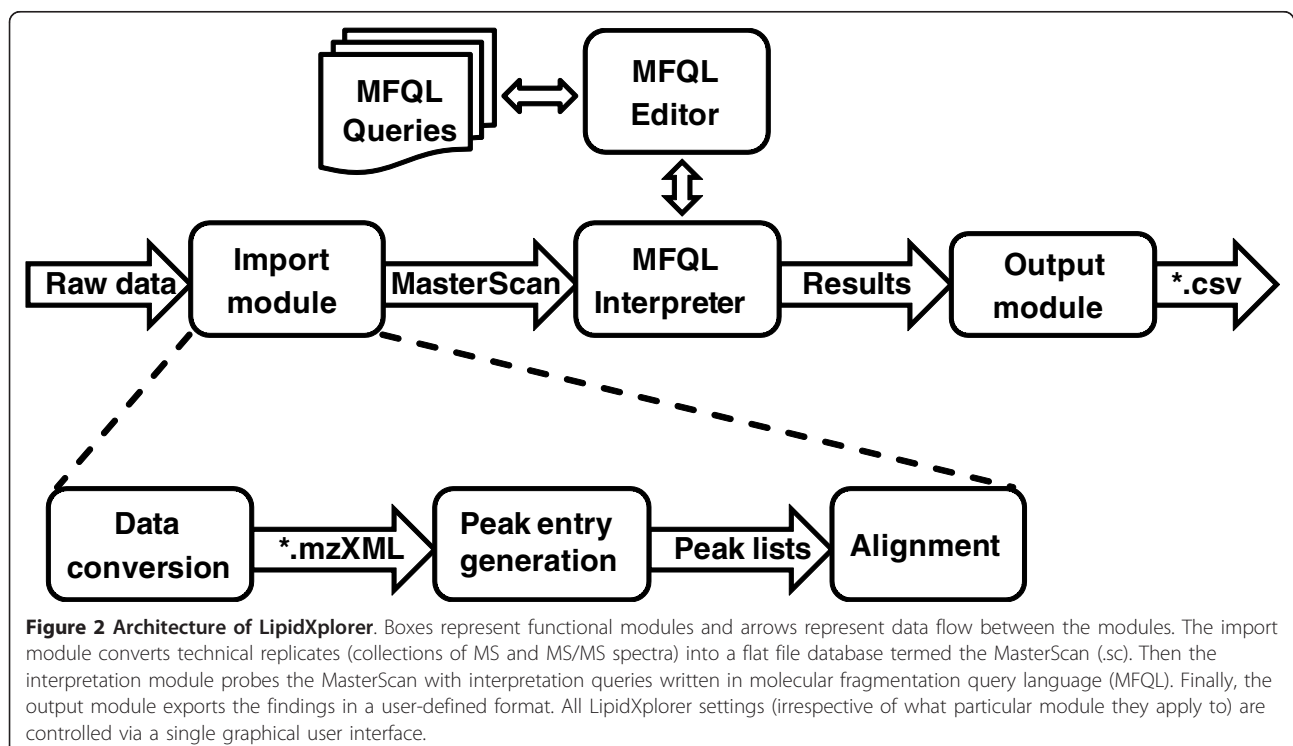 MFQL
Queries
MFQL
Editor
Raw data
Import
module
MasterScan
MFQL
Interpreter
Results
Output
module
*.csv
Data
conversion
*.mzXML
Peak entry
generation
Peak lists
Alignment
Figure 2 Architecture of LipidXplorer. Boxes represent functional modules and arrows represent data flow between the modules. The import
module converts technical replicates (collections of MS and MS/MS spectra) into a flat file database termed the MasterScan (.sc). Then the
interpretation module probes the MasterScan with interpretation queries written in molecular fragmentation query language (MFQL). Finally, the
output module exports the findings in a user-defined format. All LipidXplorer settings (irrespective of what particular module they apply to) are
controlled via a single graphical user interface.